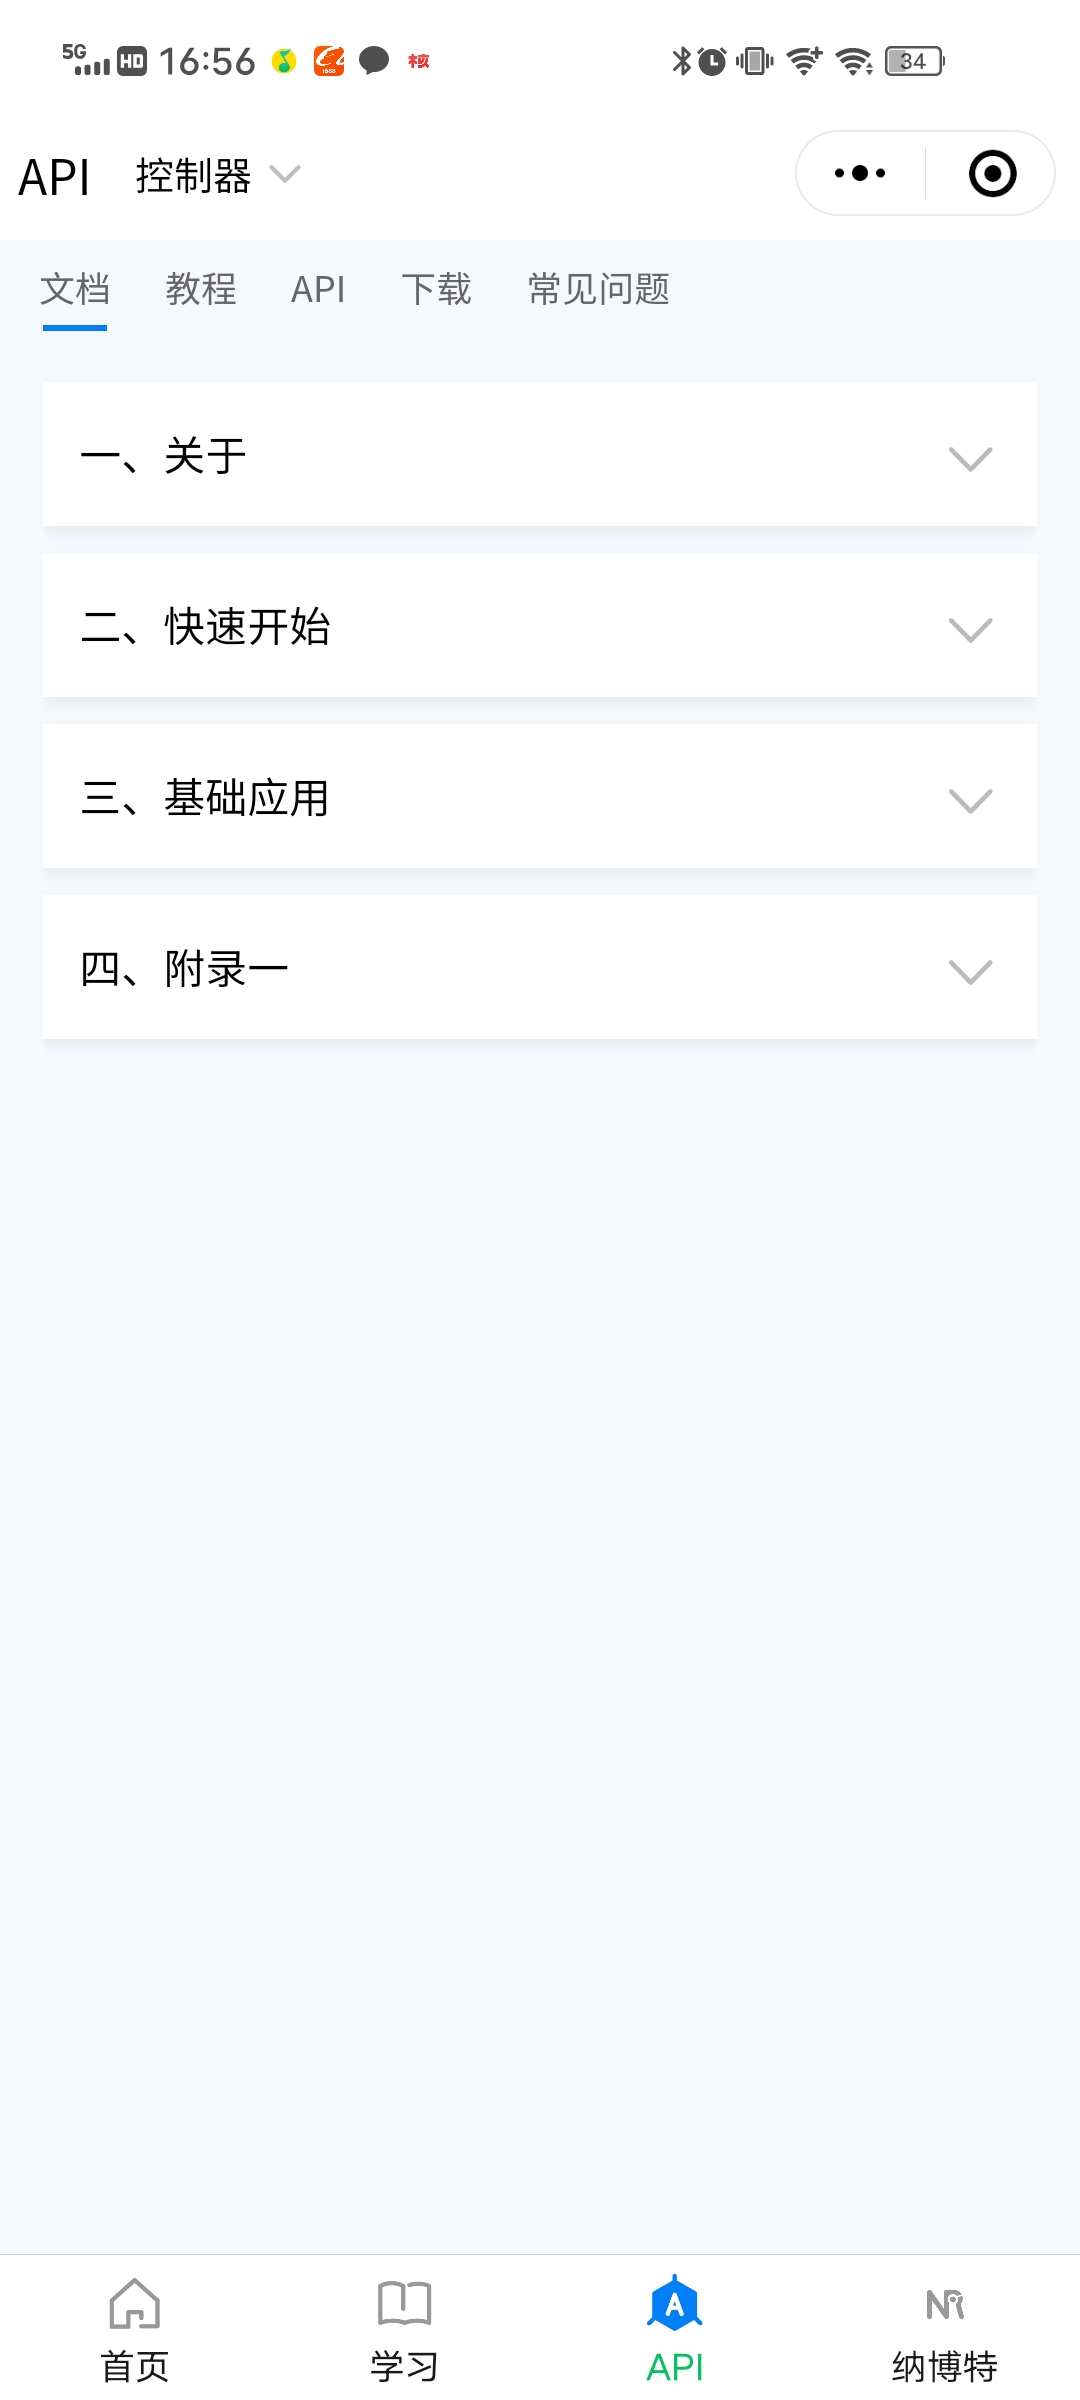 5G HD 16:56 核 34
API 控制器
文档 教程 API 下载 常见问题
一、关于
二、快速开始
三、基础应用
四、附录一
首页 学习 API 纳博特